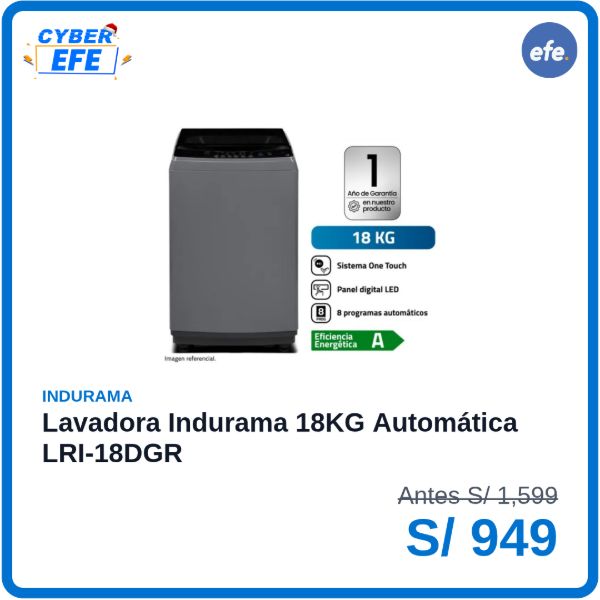 CYBER
EFE
efe.
1
Año de Garantía
en nuestro
producto
18 KG
Sistema One Touch
Panel digital LED
8
8 programas automáticos
Eficiencia
Energética
A
Imagen referencial.
INDURAMA
Lavadora Indurama 18KG Automática
LRI-18DGR
Antes S/ 1,599
S/ 949